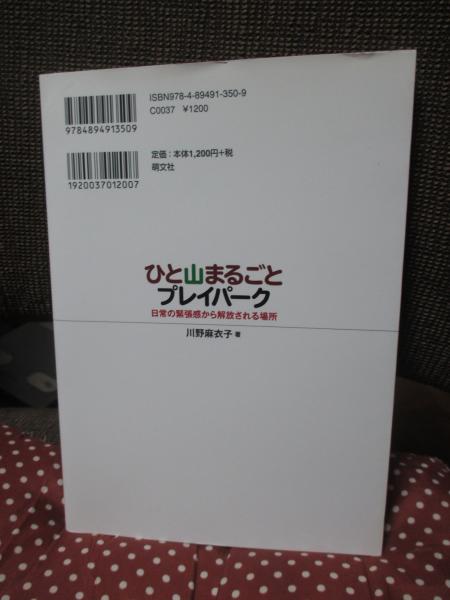 ISBN978-4-89491-350-9
C0037 ¥1200
9784894913509
定価：本体1,200円+税
萌文社
1920037012007
ひと山まるごと
プレイパーク
日常の緊張感から解放される場所
川野麻衣子 著